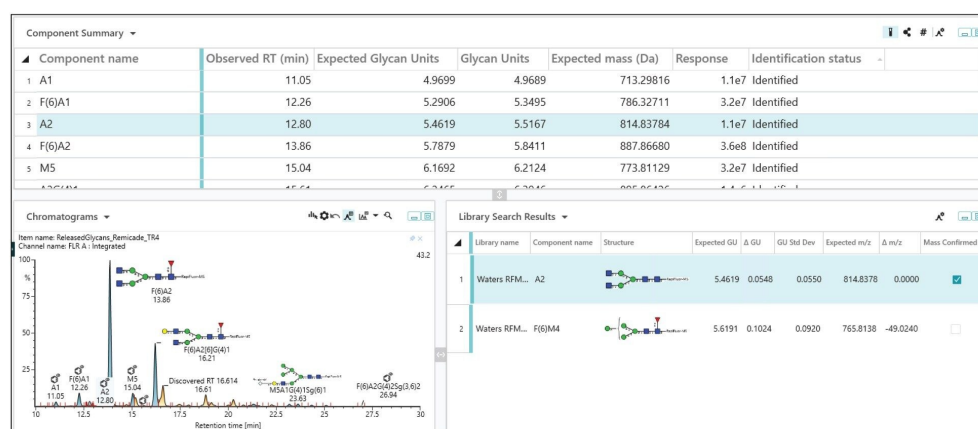 Component Summary
Component name Observed RT (min) Expected Glycan Units Glycan Units Expected mass (Da) Response Identification status
1 A1 11.05 4.9699 4.9689 713.29816 1.1e7 Identified
2 F(6)A1 12.26 5.2906 5.3495 786.32711 3.2e7 Identified
3 A2 12.80 5.4619 5.5167 814.83784 1.1e7 Identified
4 F(6)A2 13.86 5.7879 5.8411 887.86680 3.6e8 Identified
5 M5 15.04 6.1692 6.2124 773.81129 3.2e7 Identified
Chromatograms
Item name: ReleasedGlycans_Remicade_TR4
Channel name: FLR A : Integrated
43.2
100
%
75
50
25
F(6)A2
13.86
F(6)A2[6]G(4)1
16.21
A1
11.05
F(6)A1
12.26
A2
12.80
M5
15.04
Discovered RT 16.614
16.61
M5A1G(4)1Sg(6)1
23.63
F(6)A2G(4)2Sg(3,6)2
26.94
10 12.5 15 17.5 20 22.5 25 27.5 30
Retention time [min]
Library Search Results
Library name Component name Structure Expected GU Δ GU GU Std Dev Expected m/z Δ m/z Mass Confirmed
1 Waters RFM... A2 5.4619 0.0548 0.0550 814.8378 0.0000
2 Waters RFM... F(6)M4 5.6191 0.1024 0.0920 765.8138 -49.0240